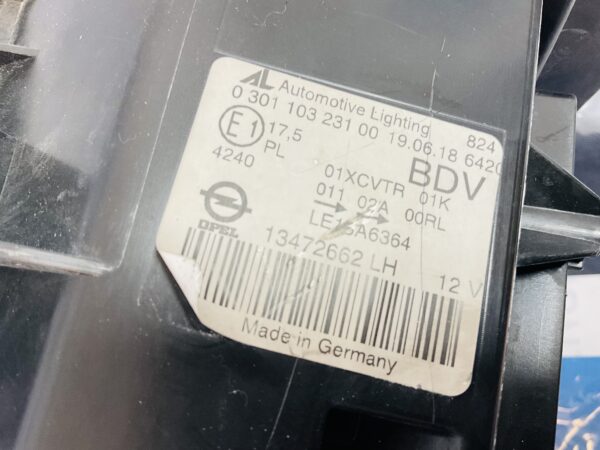 AL Automotive Lighting 824
0 301 103 231 00 19.06.18 6420
E1 17,5 BDV
PL
4240
01XCVTR 01K
011 02A 00RL
LE15A6364
OPEL
13472662 LH 12 V
Made in Germany